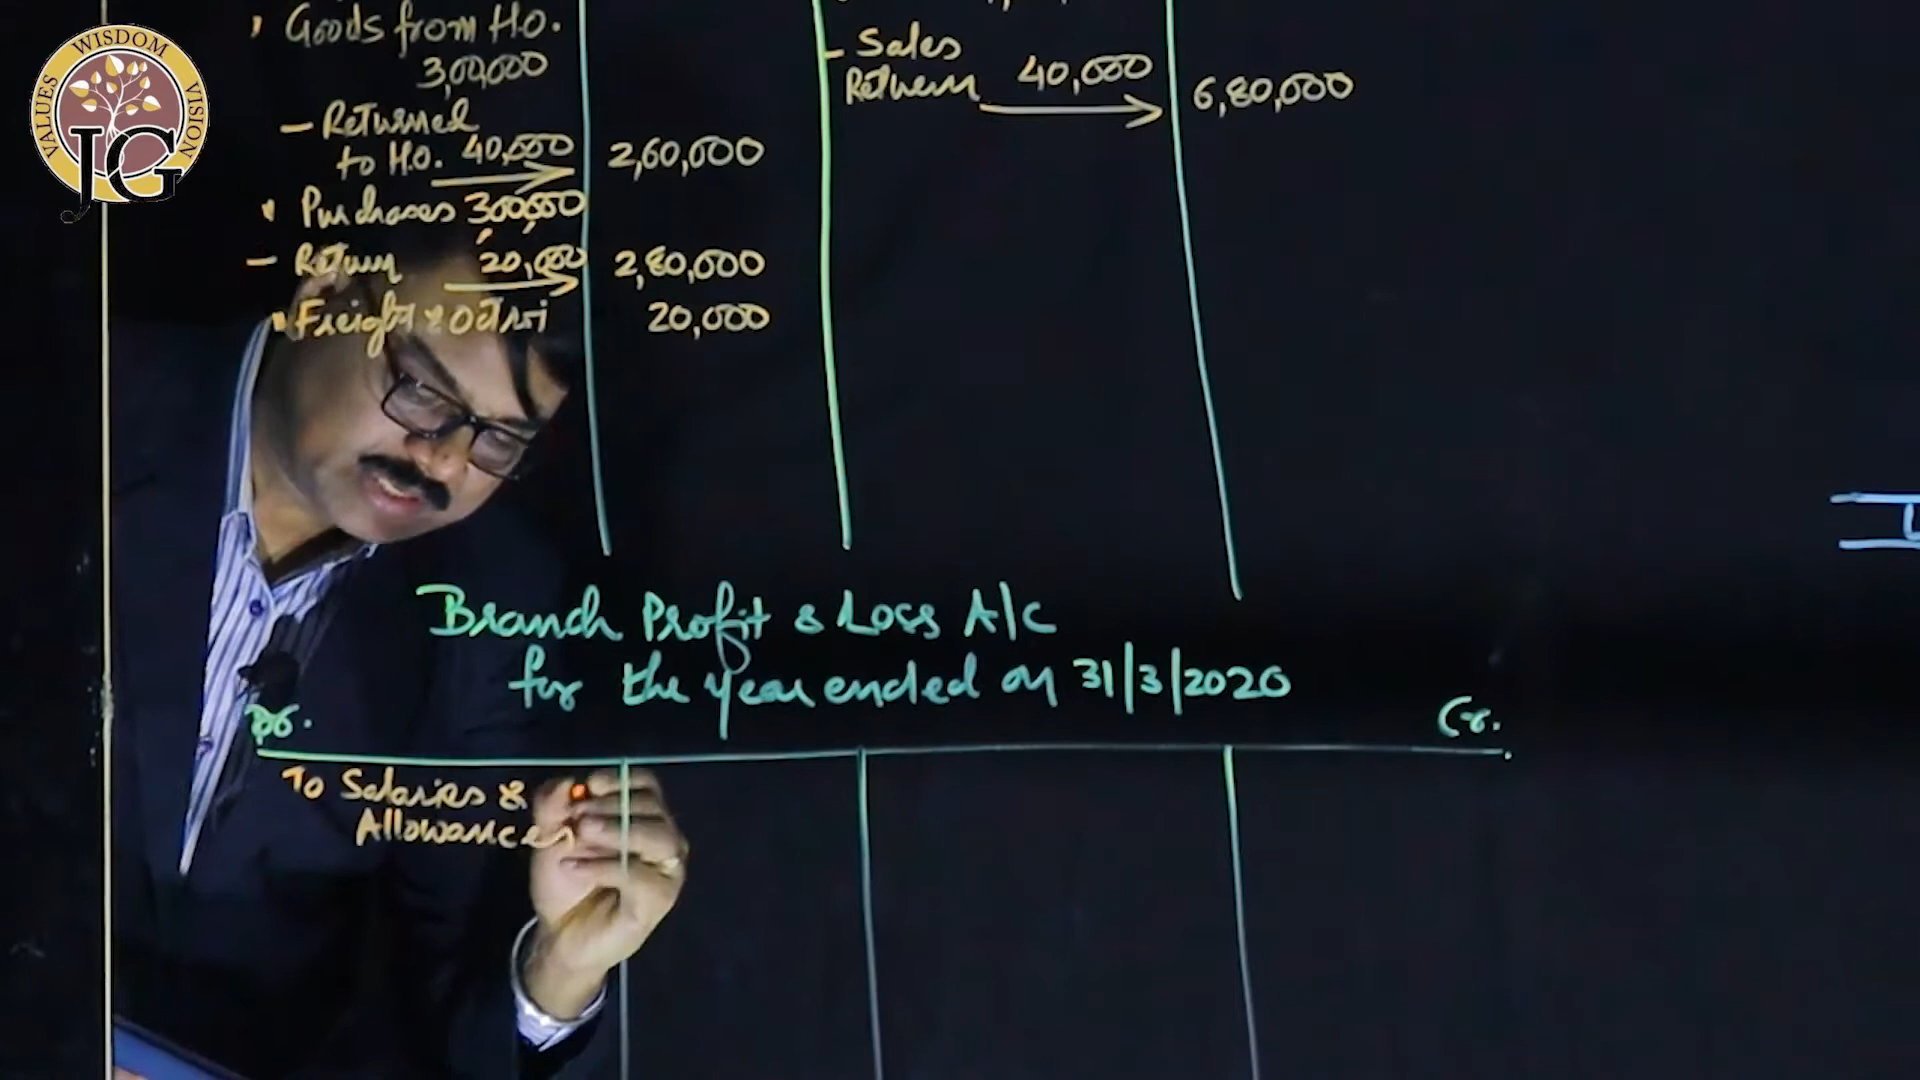 VALUES WISDOM VISION
JG
Goods from H.O.
3,00,000
- Returned
to H.O. 40,000 2,60,000
Purchases 300,000
- Return 20,000 2,80,000
Freight & Octroi 20,000
- Sales
Return 40,000 6,80,000
Branch Profit & Loss A/C
for the year ended on 31/3/2020
Dr. Cr.
To Salaries &
Allowances